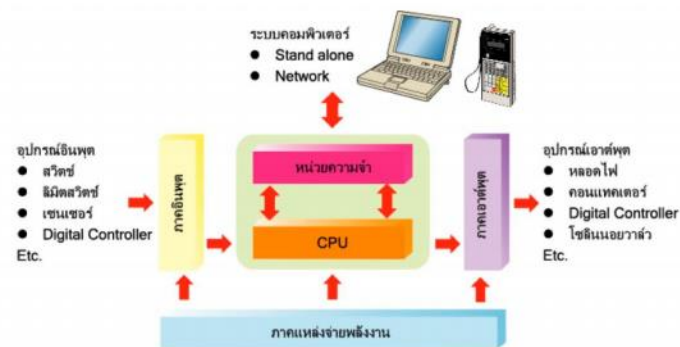 ระบบคอมพิวเตอร์
● Stand alone
● Network
อุปกรณ์อินพุต
● สวิตช์
● ลิมิตสวิตช์
● เซนเซอร์
● Digital Controller
Etc.
ภาคอินพุต
หน่วยความจำ
CPU
ภาคเอาต์พุต
อุปกรณ์เอาต์พุต
● หลอดไฟ
● คอนแทคเตอร์
● Digital Controller
● โซลินนอยวาล์ว
Etc.
ภาคแหล่งจ่ายพลังงาน